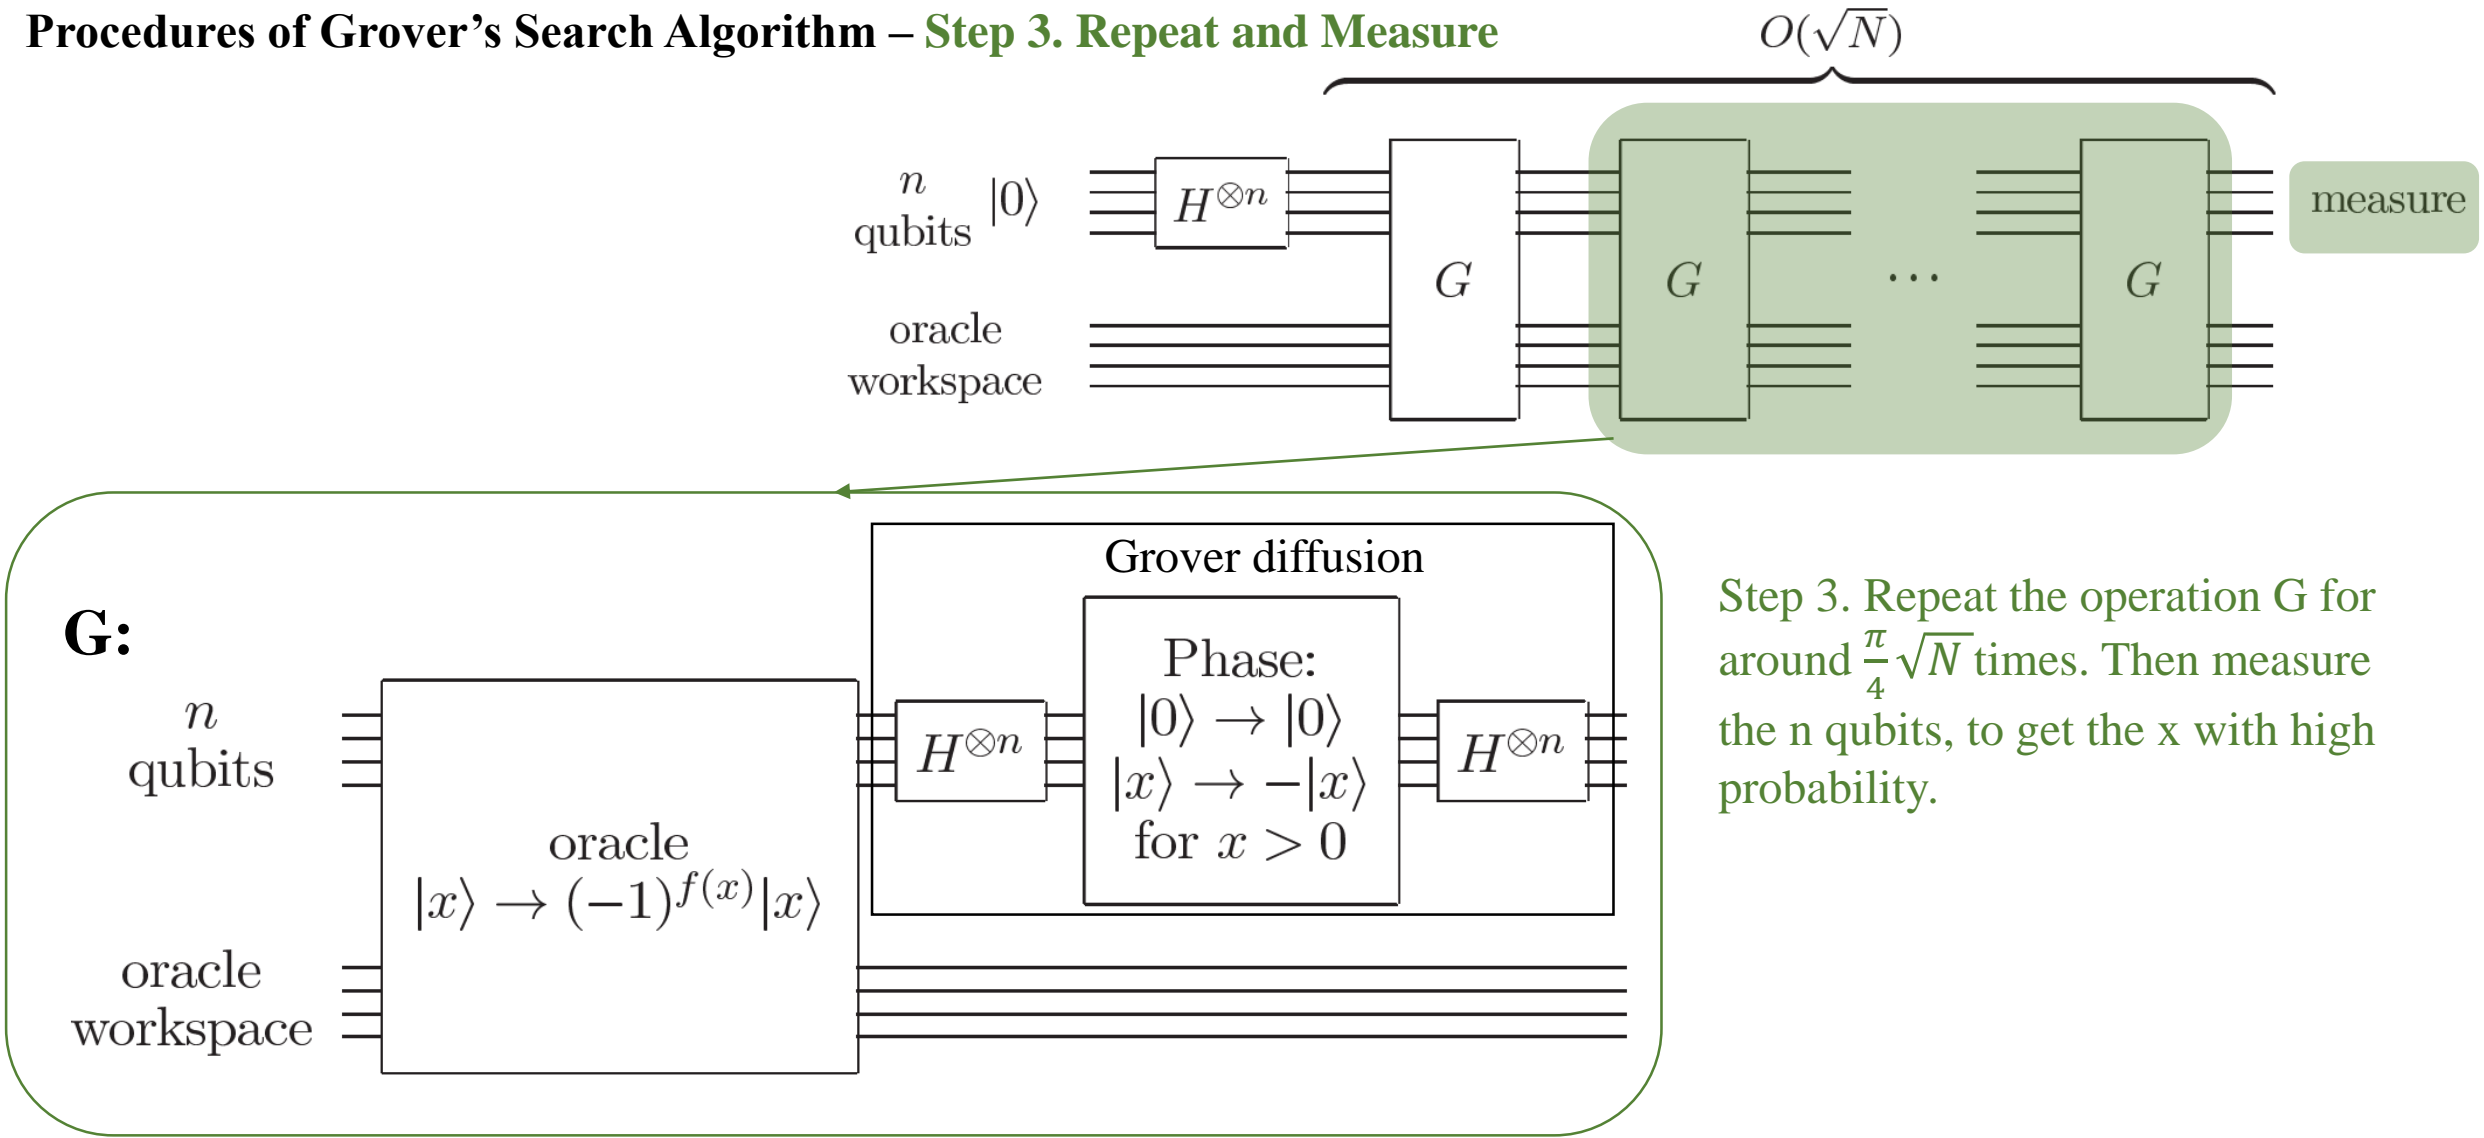 Procedures of Grover’s Search Algorithm – Step 3. Repeat and Measure
O(√N)
n
qubits
|0⟩
H⊗n
G
G
···
G
measure
oracle
workspace
G:
n
qubits
oracle
workspace
oracle
|x⟩ → (−1)^f(x)|x⟩
Grover diffusion
H⊗n
Phase:
|0⟩ → |0⟩
|x⟩ → −|x⟩
for x > 0
H⊗n
Step 3. Repeat the operation G for
around π/4 √N times. Then measure
the n qubits, to get the x with high
probability.